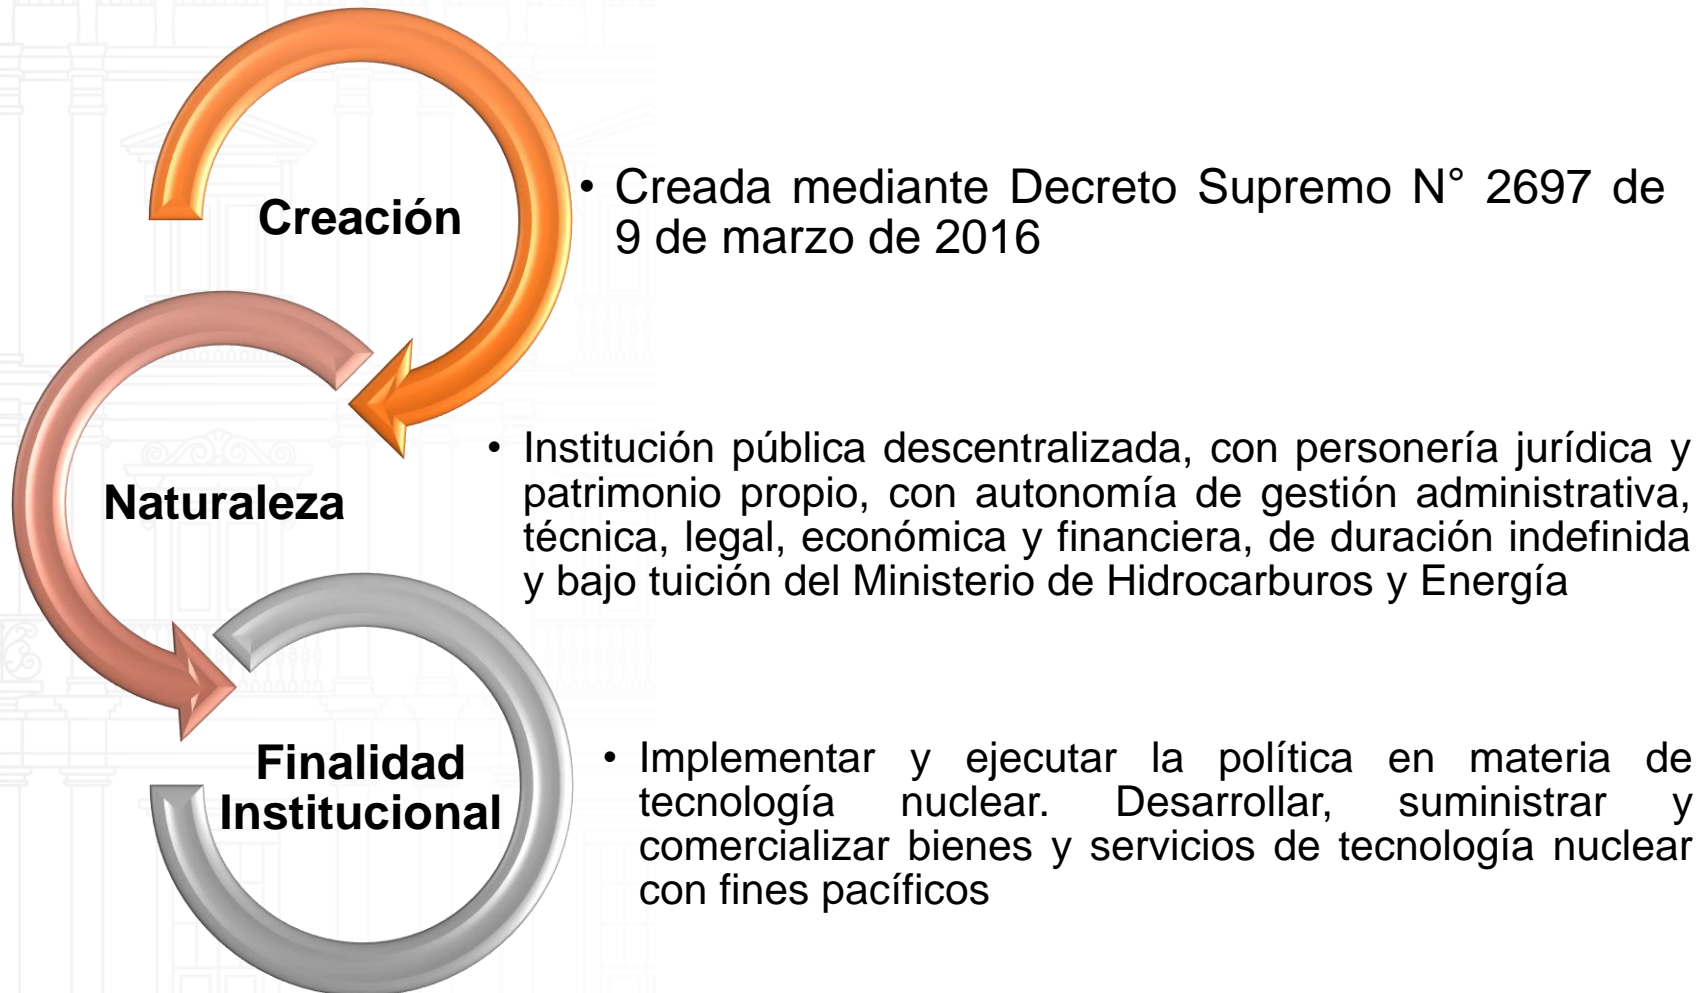 Creación
• Creada mediante Decreto Supremo N° 2697 de
9 de marzo de 2016
Naturaleza
• Institución pública descentralizada, con personería jurídica y
patrimonio propio, con autonomía de gestión administrativa,
técnica, legal, económica y financiera, de duración indefinida
y bajo tuición del Ministerio de Hidrocarburos y Energía
Finalidad
Institucional
• Implementar y ejecutar la política en materia de
tecnología nuclear. Desarrollar, suministrar y
comercializar bienes y servicios de tecnología nuclear
con fines pacíficos